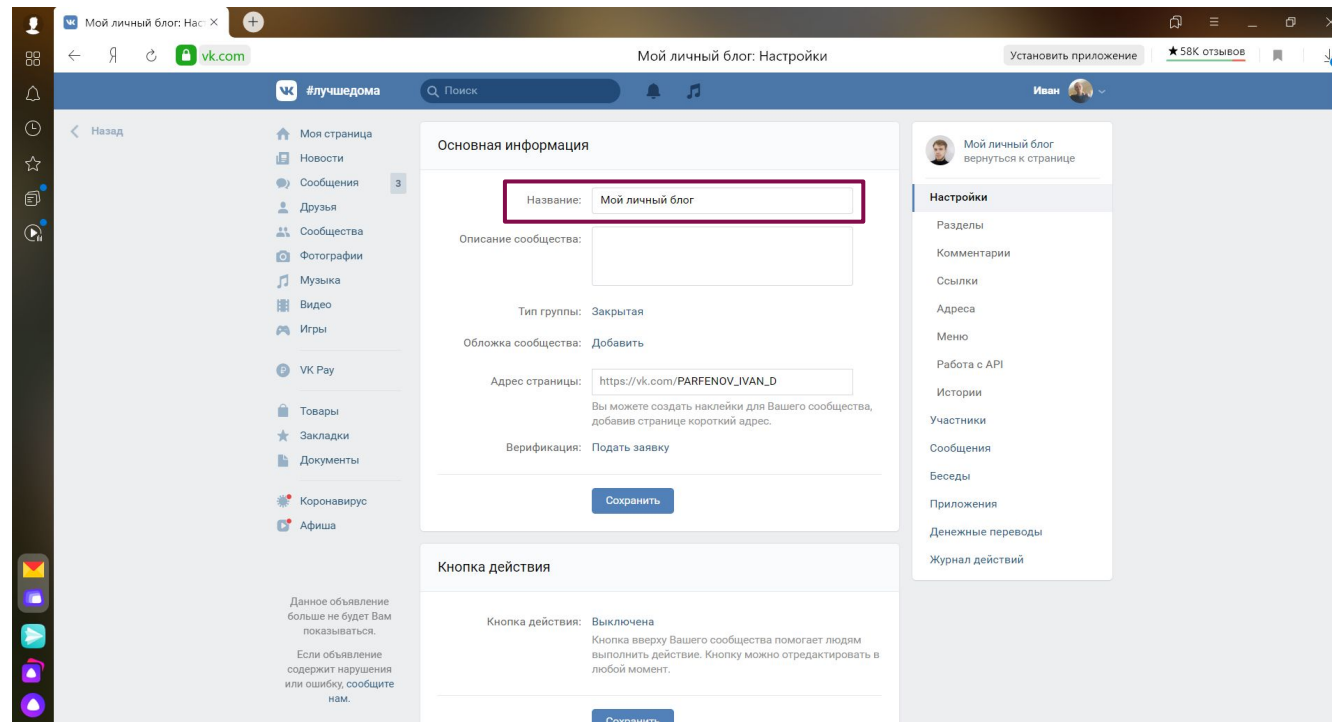 Мой личный блог: Нас
vk.com
Мой личный блог: Настройки
Установить приложение
★ 58K отзывов
#лучшедома
Поиск
Иван
Назад
Моя страница
Новости
Сообщения 3
Друзья
Сообщества
Фотографии
Музыка
Видео
Игры
VK Pay
Товары
Закладки
Документы
Коронавирус
Афиша
Данное объявление
больше не будет Вам
показываться.
Если объявление
содержит нарушения
или ошибку, сообщите
нам.
Основная информация
Название: Мой личный блог
Описание сообщества:
Тип группы: Закрытая
Обложка сообщества: Добавить
Адрес страницы: https://vk.com/PARFENOV_IVAN_D
Вы можете создать наклейки для Вашего сообщества,
добавив странице короткий адрес.
Верификация: Подать заявку
Сохранить
Кнопка действия
Кнопка действия: Выключена
Кнопка вверху Вашего сообщества помогает людям
выполнить действие. Кнопку можно отредактировать в
любой момент.
Сохранить
Мой личный блог
вернуться к странице
Настройки
Разделы
Комментарии
Ссылки
Адреса
Меню
Работа с API
Истории
Участники
Сообщения
Беседы
Приложения
Денежные переводы
Журнал действий